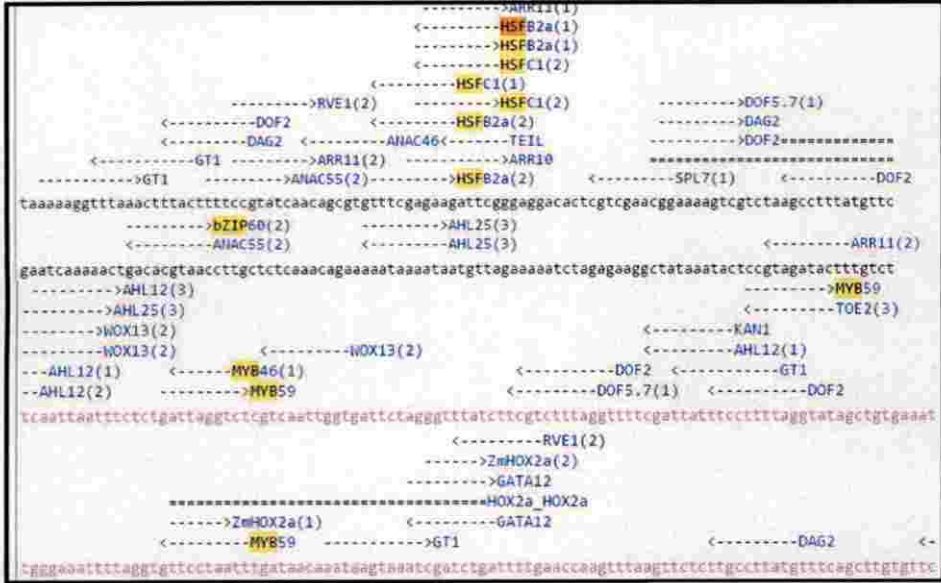 --------->ARR11(1)
<---------HSFB2a(1)
--------->HSFB2a(1)
<---------HSFC1(2)
<---------HSFC1(1)
--------->RVE1(2) --------->HSFC1(2) --------->DOF5.7(1)
<---------DOF2 <---------HSFB2a(2) --------->DAG2
<---------DAG2 <---------ANAC46<-------TEIL --------->DOF2===========
<-----------GT1 --------->ARR11(2) --------->ARR10 ========================
----------->GT1 --------->ANAC55(2)--------->HSFB2a(2) <---------SPL7(1) <---------DOF2
taaaaaggtttaaactttacttttccgtatcaacagcgtgtttcgagaagattcgggaggacactcgtcgaacggaaaagtcgtctaagcctttatgttc
--------->bZIP60(2) --------->AHL25(3)
<---------ANAC55(2) <---------AHL25(3) <---------ARR11(2)
gaatcaaaaactgacacgtaaccttgctctcaaacagaaaaataaaataatgttagaaaaatctagagaaggctataaatactccgtagatactttgtct
--------->AHL12(3) --------->MYB59
--------->AHL25(3) <---------TOE2(3)
--------->WOX13(2) <---------KAN1
<---------WOX13(2) <---------WOX13(2) <---------AHL12(1)
--AHL12(1) <-------MYB46(1) <---------DOF2 <-----------GT1
--AHL12(2) --------->MYB59 <---------DOF5.7(1) <---------DOF2
tcaattaatttctctgattaggtctcgtcaattggtgattctagggtttatcttcgtctttaggttttcgattatttccttttaggtatagctgtgaaat
<---------RVE1(2)
------>ZmHOX2a(2)
--------->GATA12
====================================HOX2a_HOX2a
------>ZmHOX2a(1) <---------GATA12
<---------MYB59 ----------->GT1 <---------DAG2 <-
tgggaaattttaggtgttcctaatttgataacaaataagtaaatcgatctgattttgaaccaagtttaagttctcttgccttatgtttcagcttgtgttc